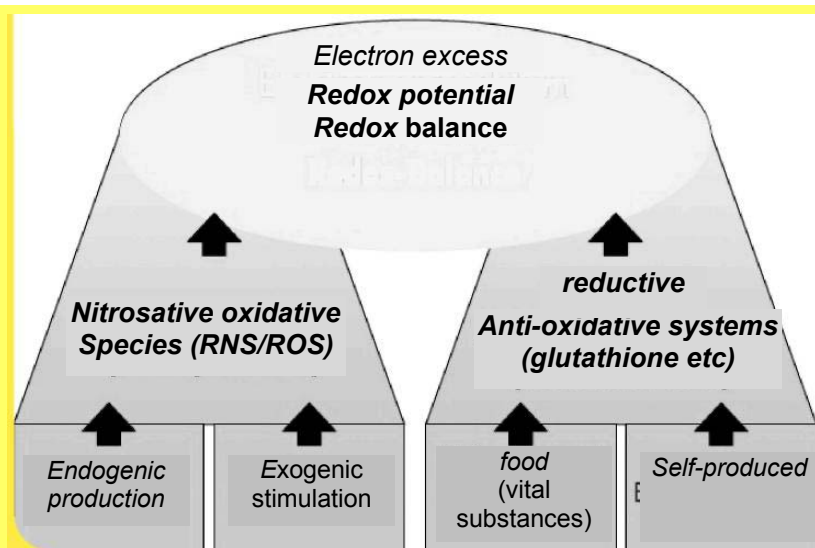 Electron excess
Redox potential
Redox balance
Nitrosative oxidative
Species (RNS/ROS)
reductive
Anti-oxidative systems
(glutathione etc)
Endogenic
production
Exogenic
stimulation
food
(vital
substances)
Self-produced